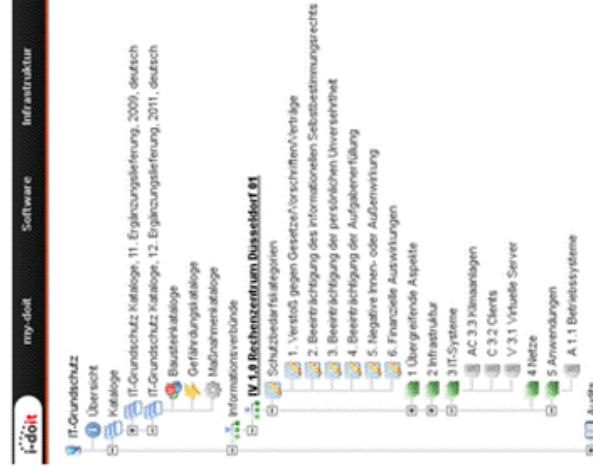 i-doit my-doit Software Infrastruktur
IT-Grundschutz
Übersicht
Kataloge
IT-Grundschutz Kataloge, 11. Ergänzungslieferung, 2009, deutsch
IT-Grundschutz Kataloge, 12. Ergänzungslieferung, 2011, deutsch
Bausteinkataloge
Gefährdungskataloge
Maßnahmenkataloge
Informationsverbünde
IV 1.0 Rechenzentrum Düsseldorf 01
Schutzbedarfskategorien
1. Verstoß gegen Gesetze/Vorschriften/Verträge
2. Beeinträchtigung des informationellen Selbstbestimmungsrechts
3. Beeinträchtigung der persönlichen Unversehrtheit
4. Beeinträchtigung der Aufgabenerfüllung
5. Negative Innen- oder Außenwirkung
6. Finanzielle Auswirkungen
1 Übergreifende Aspekte
2 Infrastruktur
3 IT-Systeme
AC 3.3 Klimaanlagen
C 3.2 Clients
V 3.1 Virtuelle Server
4 Netze
5 Anwendungen
A 1.1 Betriebssysteme
Audits